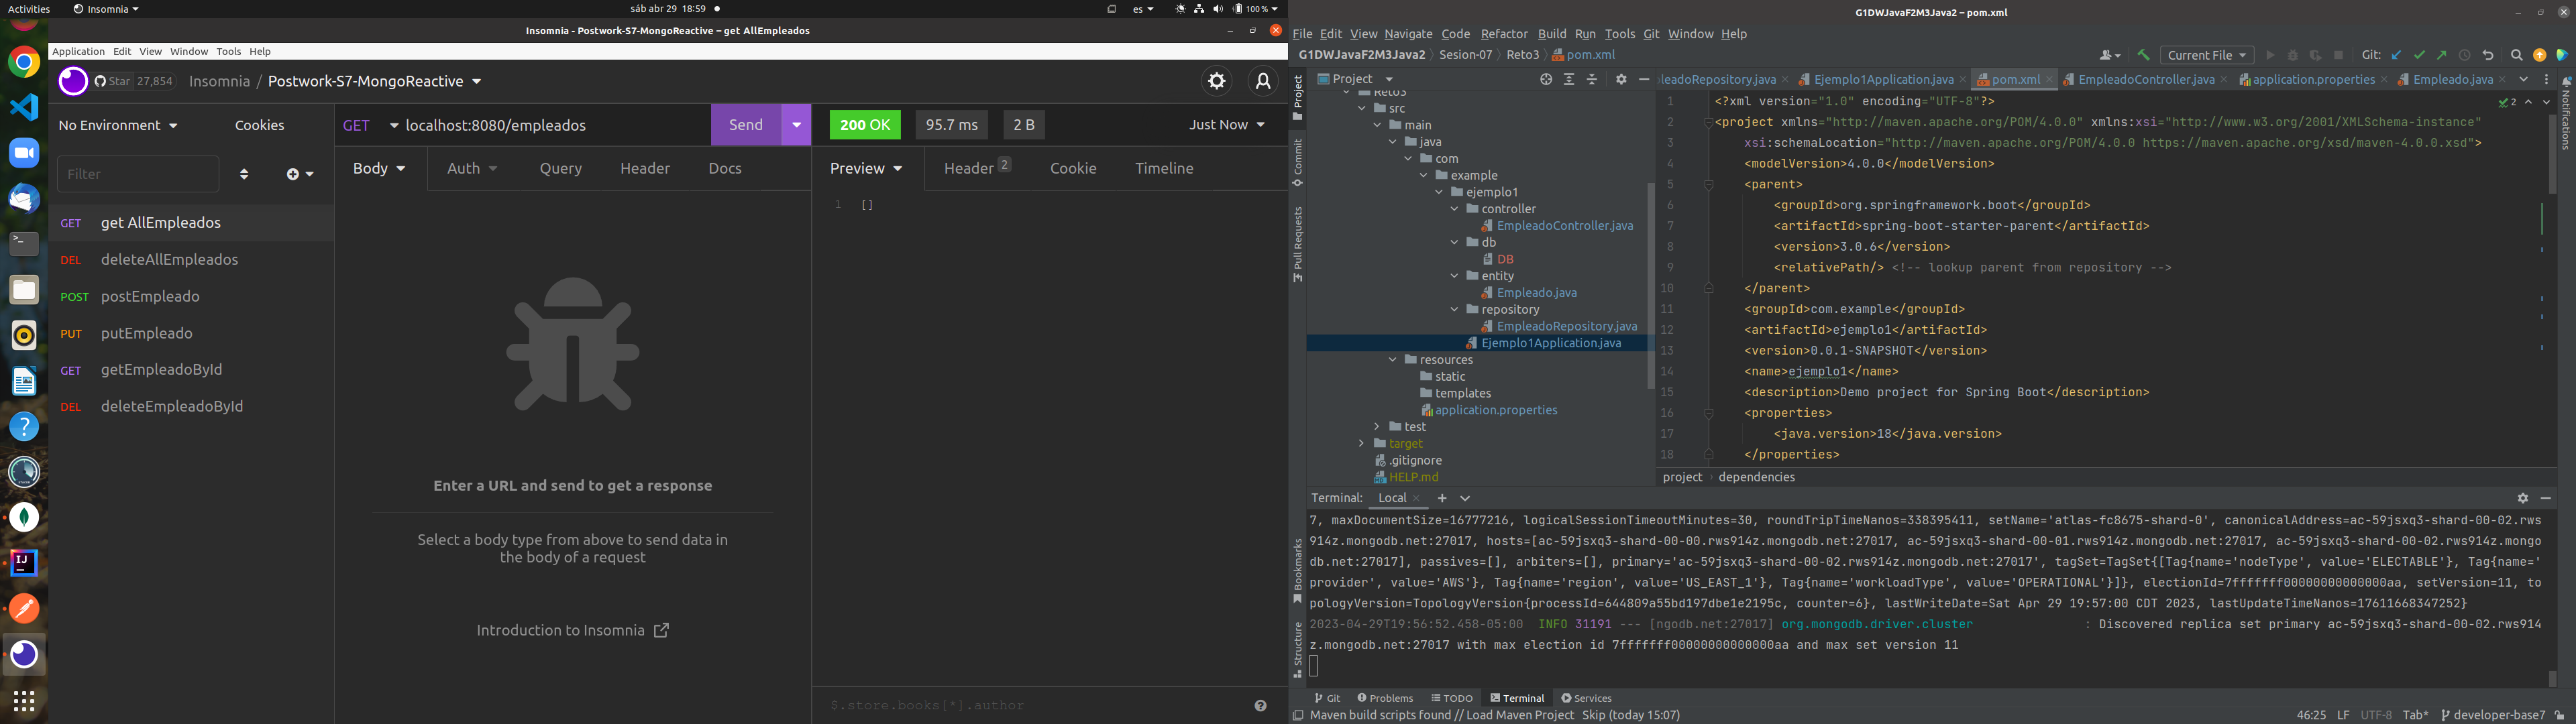 Activities
Insomnia
sáb abr 29 18:59
es
100 %
Insomnia - Postwork-S7-MongoReactive – get AllEmpleados
Application Edit View Window Tools Help
Star 27,854
Insomnia / Postwork-S7-MongoReactive
No Environment
Cookies
Filter
GET get AllEmpleados
DEL deleteAllEmpleados
POST postEmpleado
PUT putEmpleado
GET getEmpleadoById
DEL deleteEmpleadoById
GET localhost:8080/empleados
Send
Body Auth Query Header Docs
Enter a URL and send to get a response
Select a body type from above to send data in
the body of a request
Introduction to Insomnia
200 OK 95.7 ms 2 B Just Now
Preview Header 2 Cookie Timeline
1 []
$.store.books[*].author
G1DWJavaF2M3Java2 – pom.xml
File Edit View Navigate Code Refactor Build Run Tools Git Window Help
G1DWJavaF2M3Java2 Sesion-07 Reto3 pom.xml
Current File
Git:
Project
Commit
Pull Requests
Bookmarks
Structure
Notifications
Project
Reto3
src
main
java
com
example
ejemplo1
controller
EmpleadoController.java
db
DB
entity
Empleado.java
repository
EmpleadoRepository.java
Ejemplo1Application.java
resources
static
templates
application.properties
test
target
.gitignore
HELP.md
leadoRepository.java Ejemplo1Application.java pom.xml EmpleadoController.java application.properties Empleado.java
2
1 <?xml version="1.0" encoding="UTF-8"?>
2 <project xmlns="http://maven.apache.org/POM/4.0.0" xmlns:xsi="http://www.w3.org/2001/XMLSchema-instance"
3 xsi:schemaLocation="http://maven.apache.org/POM/4.0.0 https://maven.apache.org/xsd/maven-4.0.0.xsd">
4 <modelVersion>4.0.0</modelVersion>
5 <parent>
6 <groupId>org.springframework.boot</groupId>
7 <artifactId>spring-boot-starter-parent</artifactId>
8 <version>3.0.6</version>
9 <relativePath/> <!-- lookup parent from repository -->
10 </parent>
11 <groupId>com.example</groupId>
12 <artifactId>ejemplo1</artifactId>
13 <version>0.0.1-SNAPSHOT</version>
14 <name>ejemplo1</name>
15 <description>Demo project for Spring Boot</description>
16 <properties>
17 <java.version>18</java.version>
18 </properties>
project dependencies
Terminal: Local
7, maxDocumentSize=16777216, logicalSessionTimeoutMinutes=30, roundTripTimeNanos=338395411, setName='atlas-fc8675-shard-0', canonicalAddress=ac-59jsxq3-shard-00-02.rws
914z.mongodb.net:27017, hosts=[ac-59jsxq3-shard-00-00.rws914z.mongodb.net:27017, ac-59jsxq3-shard-00-01.rws914z.mongodb.net:27017, ac-59jsxq3-shard-00-02.rws914z.mongo
db.net:27017], passives=[], arbiters=[], primary='ac-59jsxq3-shard-00-02.rws914z.mongodb.net:27017', tagSet=TagSet{[Tag{name='nodeType', value='ELECTABLE'}, Tag{name='
provider', value='AWS'}, Tag{name='region', value='US_EAST_1'}, Tag{name='workloadType', value='OPERATIONAL'}]}, electionId=7fffffff00000000000000aa, setVersion=11, to
pologyVersion=TopologyVersion{processId=644809a55bd197dbe1e2195c, counter=6}, lastWriteDate=Sat Apr 29 19:57:00 CDT 2023, lastUpdateTimeNanos=17611668347252}
2023-04-29T19:56:52.458-05:00 INFO 31191 --- [ngodb.net:27017] org.mongodb.driver.cluster : Discovered replica set primary ac-59jsxq3-shard-00-02.rws914
z.mongodb.net:27017 with max election id 7fffffff00000000000000aa and max set version 11
Git Problems TODO Terminal Services
Maven build scripts found // Load Maven Project Skip (today 15:07)
46:25 LF UTF-8 Tab* developer-base7